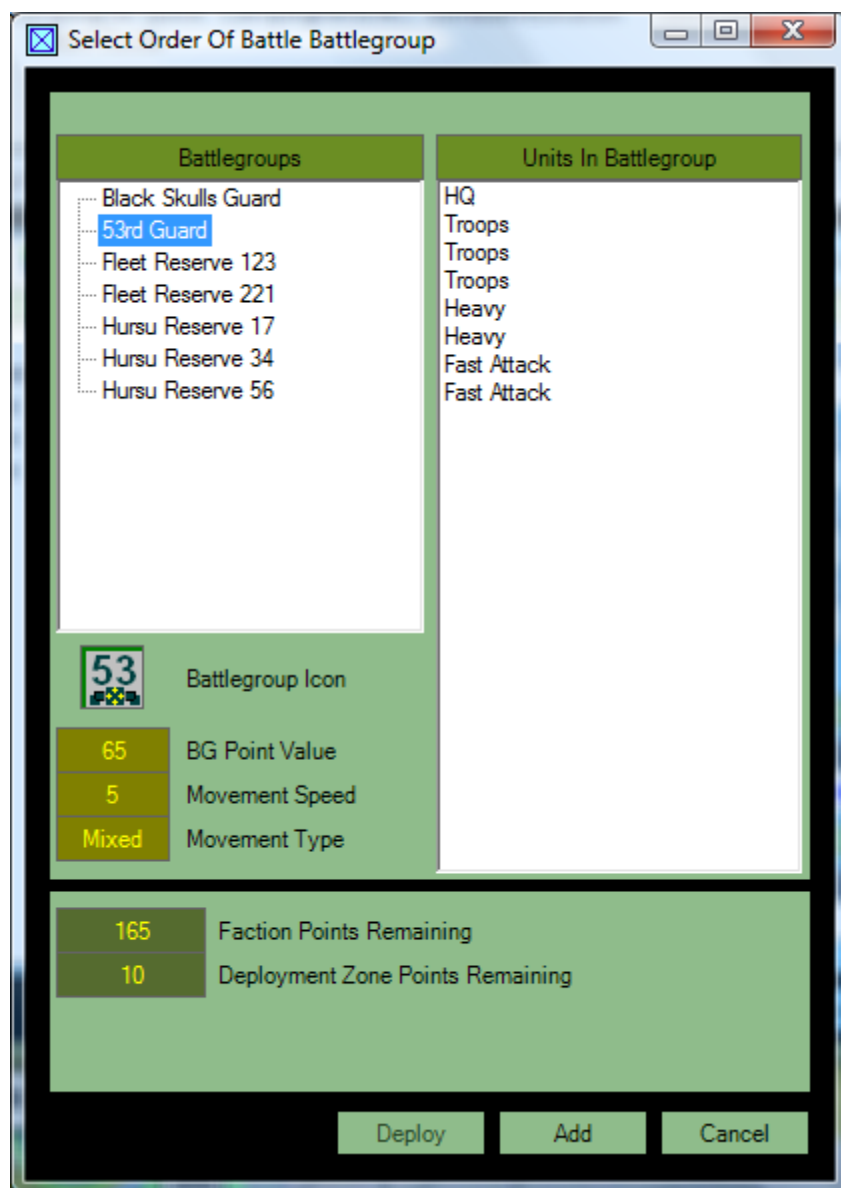 Select Order Of Battle Battlegroup
Battlegroups
Black Skulls Guard
53rd Guard
Fleet Reserve 123
Fleet Reserve 221
Hursu Reserve 17
Hursu Reserve 34
Hursu Reserve 56
Units In Battlegroup
HQ
Troops
Troops
Troops
Heavy
Heavy
Fast Attack
Fast Attack
53 Battlegroup Icon
65 BG Point Value
5 Movement Speed
Mixed Movement Type
165 Faction Points Remaining
10 Deployment Zone Points Remaining
Deploy Add Cancel